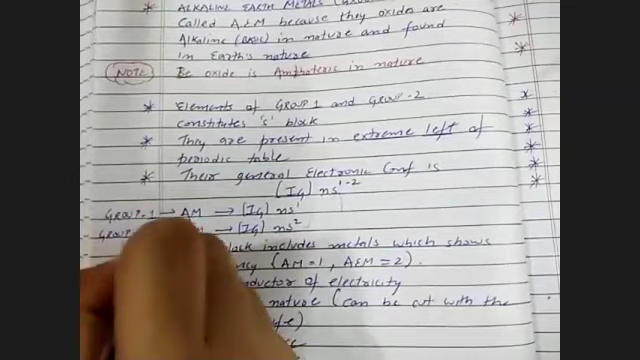 * ALKALINE EARTH METALS
Called AEM because they oxides are
Alkaline (BASIC) in nature and found
in Earth's nature
NOTE Be oxide is Amphoteric in nature
* Elements of GROUP 1 and GROUP-2
constitutes 's' block
* They are present in extreme left of
periodic table
* Their general Electronic Conf is
(IG) ns¹⁻²
GROUP-1 → AM → (IG) ns¹
GROUP → (IG) ns²
block includes metals which shows
(AM=1, AEM=2).
conductor of electricity
nature (can be cut with the